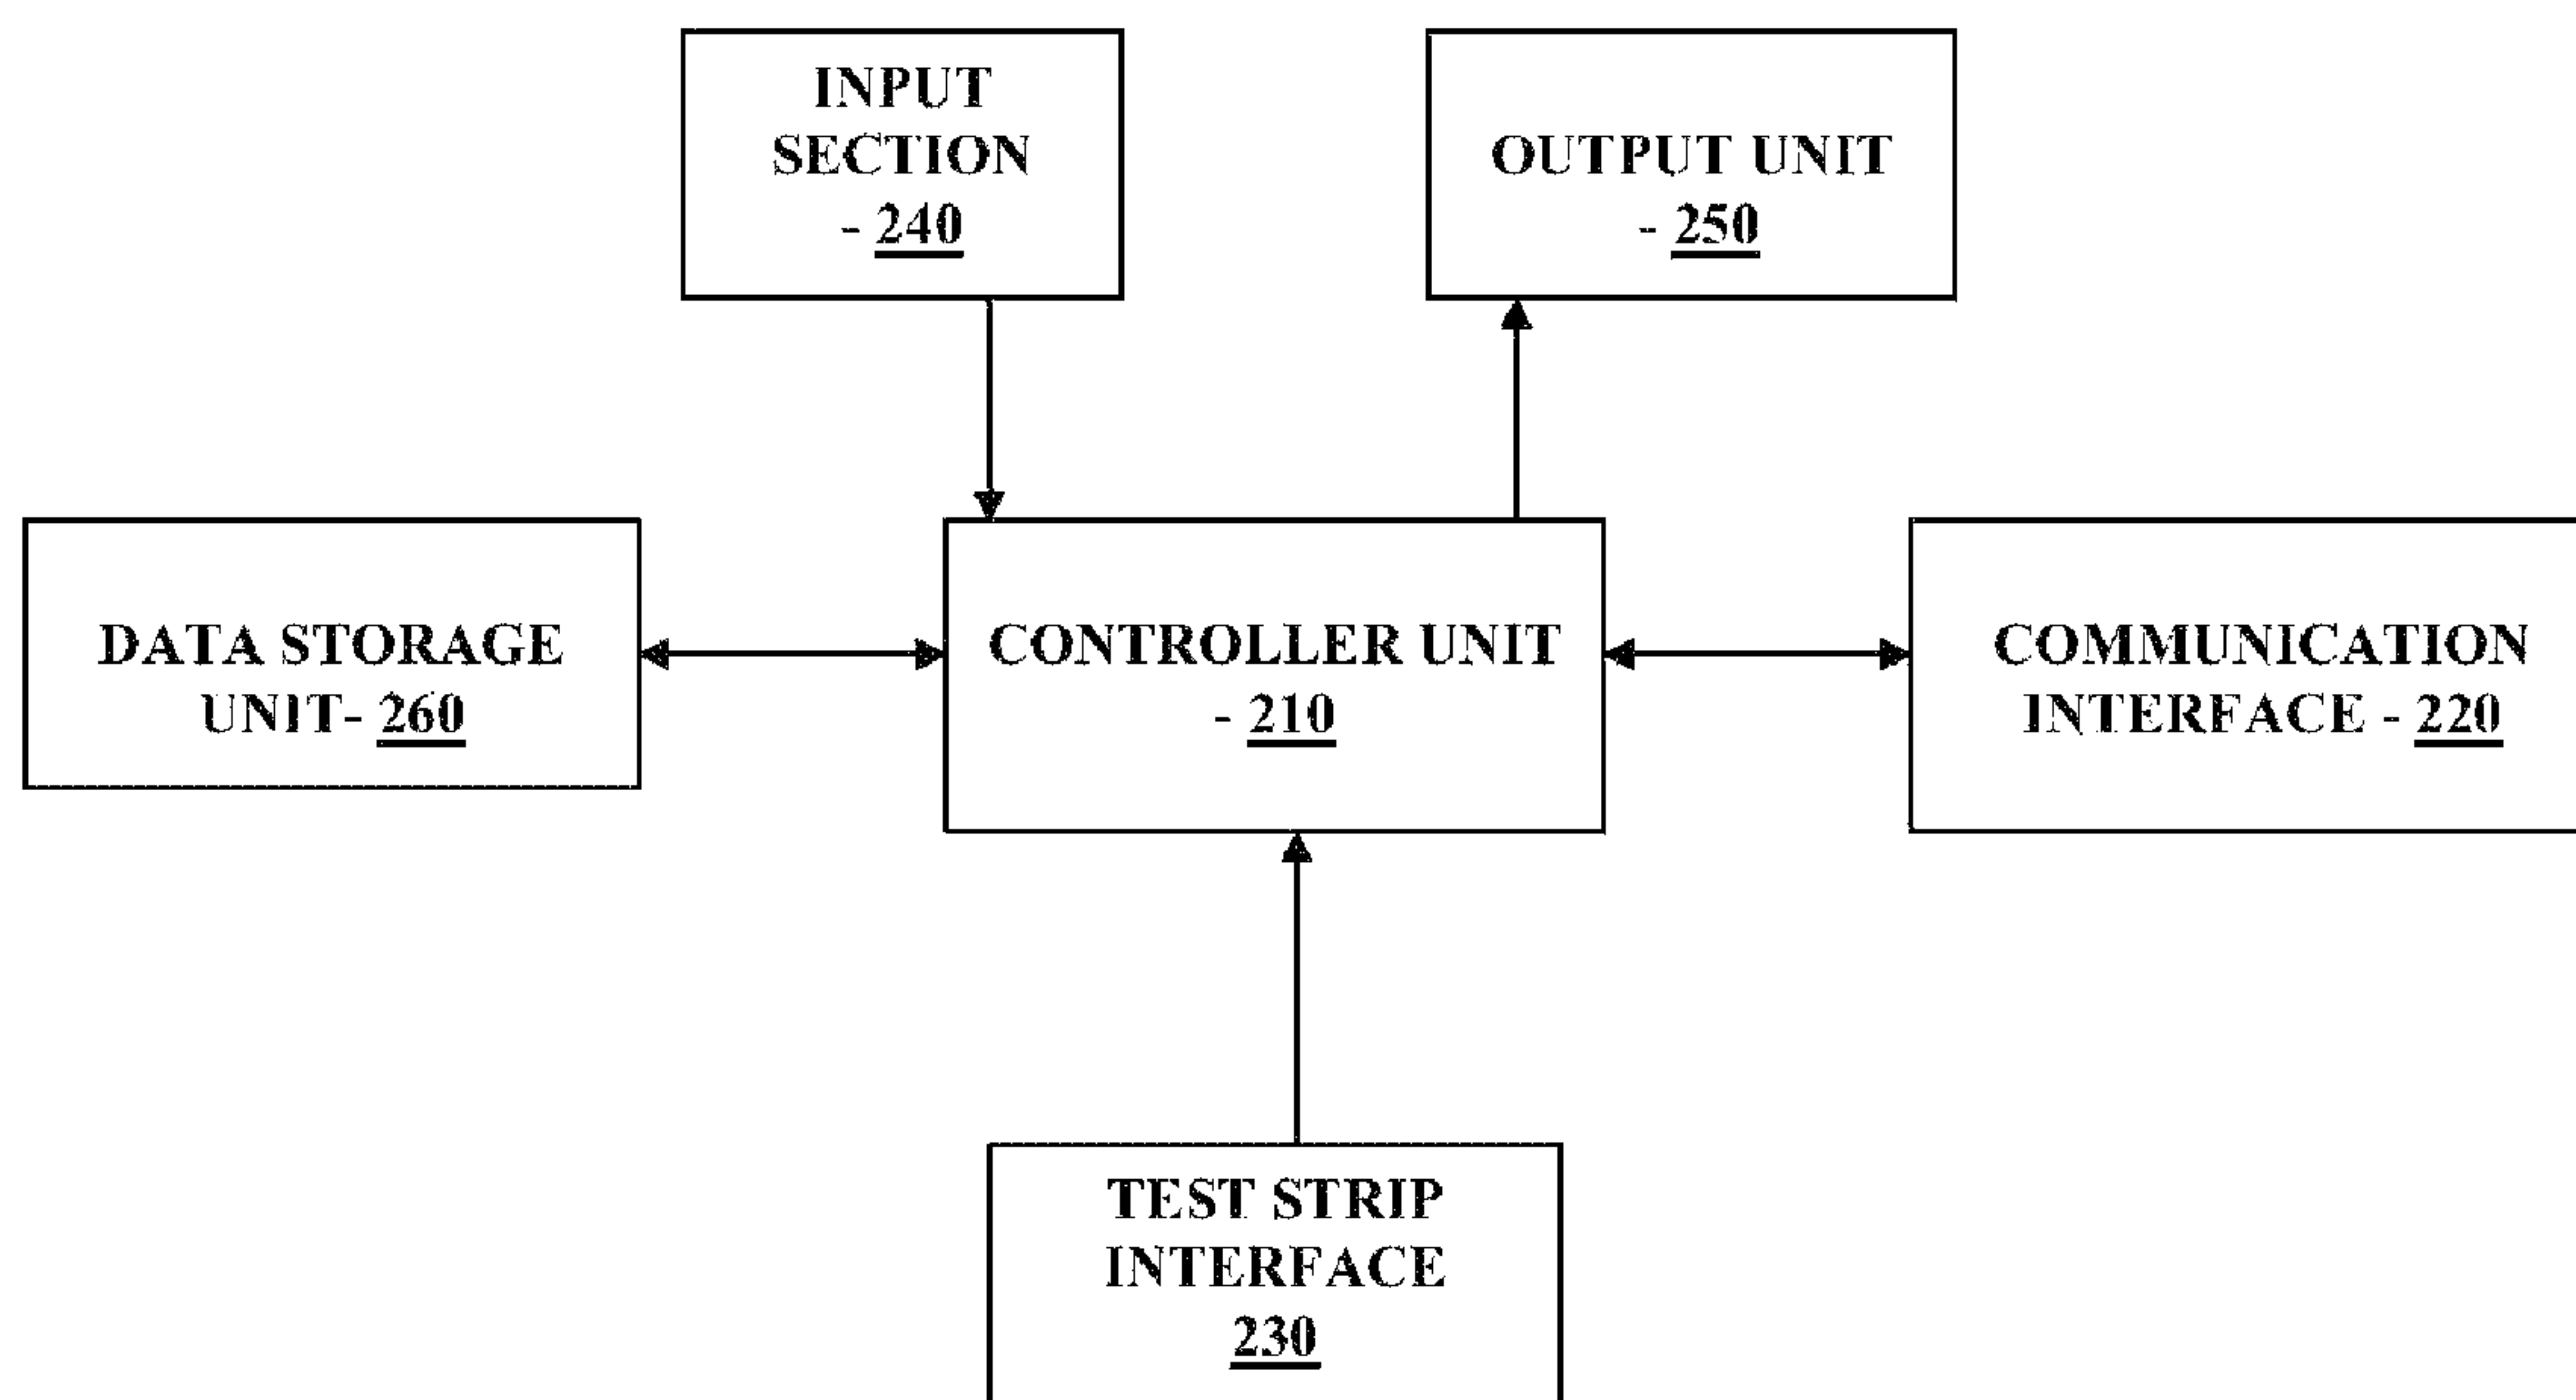 INPUT
SECTION
- 240
OUTPUT UNIT
- 250
DATA STORAGE
UNIT- 260
CONTROLLER UNIT
- 210
COMMUNICATION
INTERFACE - 220
TEST STRIP
INTERFACE
230